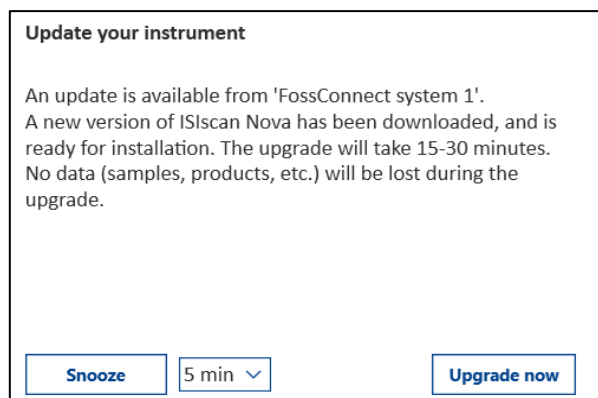 Update your instrument
An update is available from 'FossConnect system 1'.
A new version of ISIscan Nova has been downloaded, and is
ready for installation. The upgrade will take 15-30 minutes.
No data (samples, products, etc.) will be lost during the
upgrade.
Snooze 5 min Upgrade now